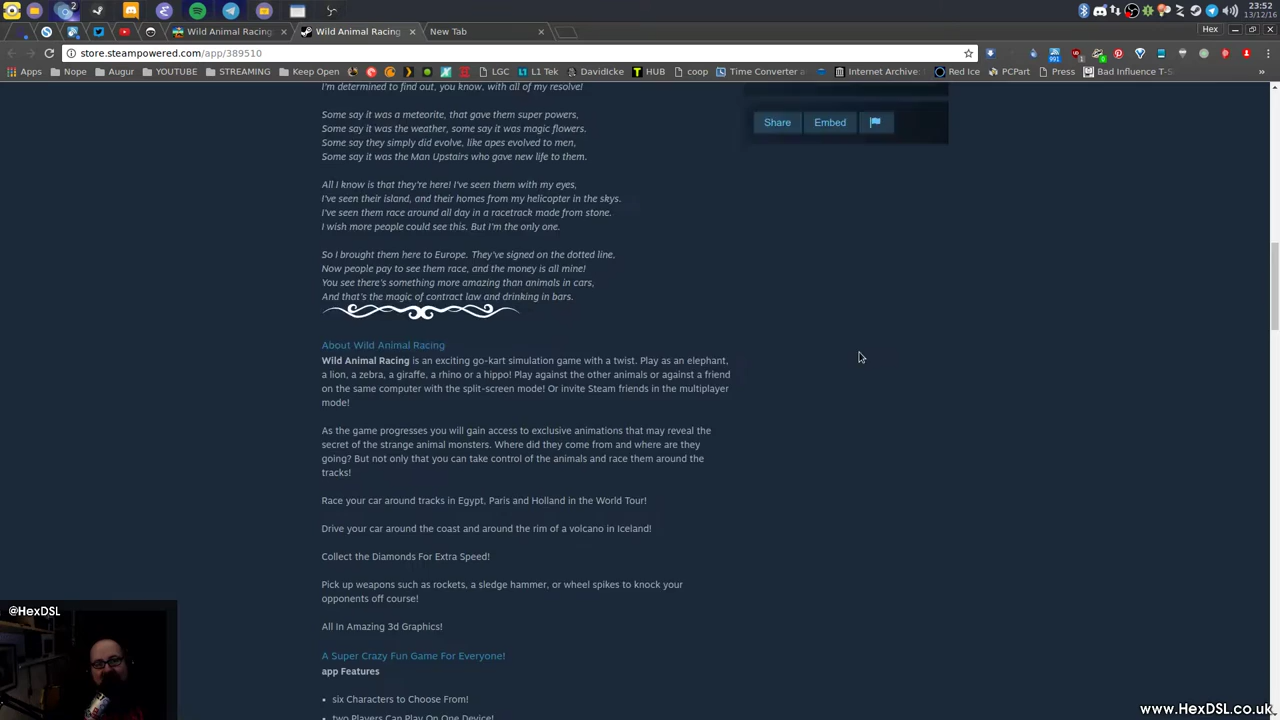 23:52
13/12/16
Wild Animal Racing
Wild Animal Racing
New Tab
Hex
store.steampowered.com/app/389510
Apps
Nope
Augur
YOUTUBE
STREAMING
Keep Open
LGC
L1 Tek
DavidIcke
HUB
coop
Time Converter
Internet Archive:
Red Ice
PCPart
Press
Bad Influence T-S
I'm determined to find out, you know, with all of my resolve!
Share
Embed
Some say it was a meteorite, that gave them super powers,
Some say it was the weather, some say it was magic flowers.
Some say they simply did evolve, like apes evolved to men,
Some say it was the Man Upstairs who gave new life to them.
All I know is that they're here! I've seen them with my eyes,
I've seen their island, and their homes from my helicopter in the skys.
I've seen them race around all day in a racetrack made from stone.
I wish more people could see this. But I'm the only one.
So I brought them here to Europe. They've signed on the dotted line,
Now people pay to see them race, and the money is all mine!
You see there's something more amazing than animals in cars,
And that's the magic of contract law and drinking in bars.
About Wild Animal Racing
Wild Animal Racing is an exciting go-kart simulation game with a twist. Play as an elephant,
a lion, a zebra, a giraffe, a rhino or a hippo! Play against the other animals or against a friend
on the same computer with the split-screen mode! Or invite Steam friends in the multiplayer
mode!
As the game progresses you will gain access to exclusive animations that may reveal the
secret of the strange animal monsters. Where did they come from and where are they
going? But not only that you can take control of the animals and race them around the
tracks!
Race your car around tracks in Egypt, Paris and Holland in the World Tour!
Drive your car around the coast and around the rim of a volcano in Iceland!
Collect the Diamonds For Extra Speed!
Pick up weapons such as rockets, a sledge hammer, or wheel spikes to knock your
opponents off course!
All In Amazing 3d Graphics!
A Super Crazy Fun Game For Everyone!
app Features
• six Characters to Choose From!
• two Players Can Play On One Device!
@HexDSL
www.HexDSL.co.uk